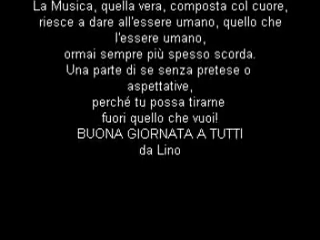 La Musica, quella vera, composta col cuore,
riesce a dare all'essere umano, quello che
l'essere umano,
ormai sempre più spesso scorda.
Una parte di se senza pretese o
aspettative,
perché tu possa tirarne
fuori quello che vuoi!
BUONA GIORNATA A TUTTI
da Lino